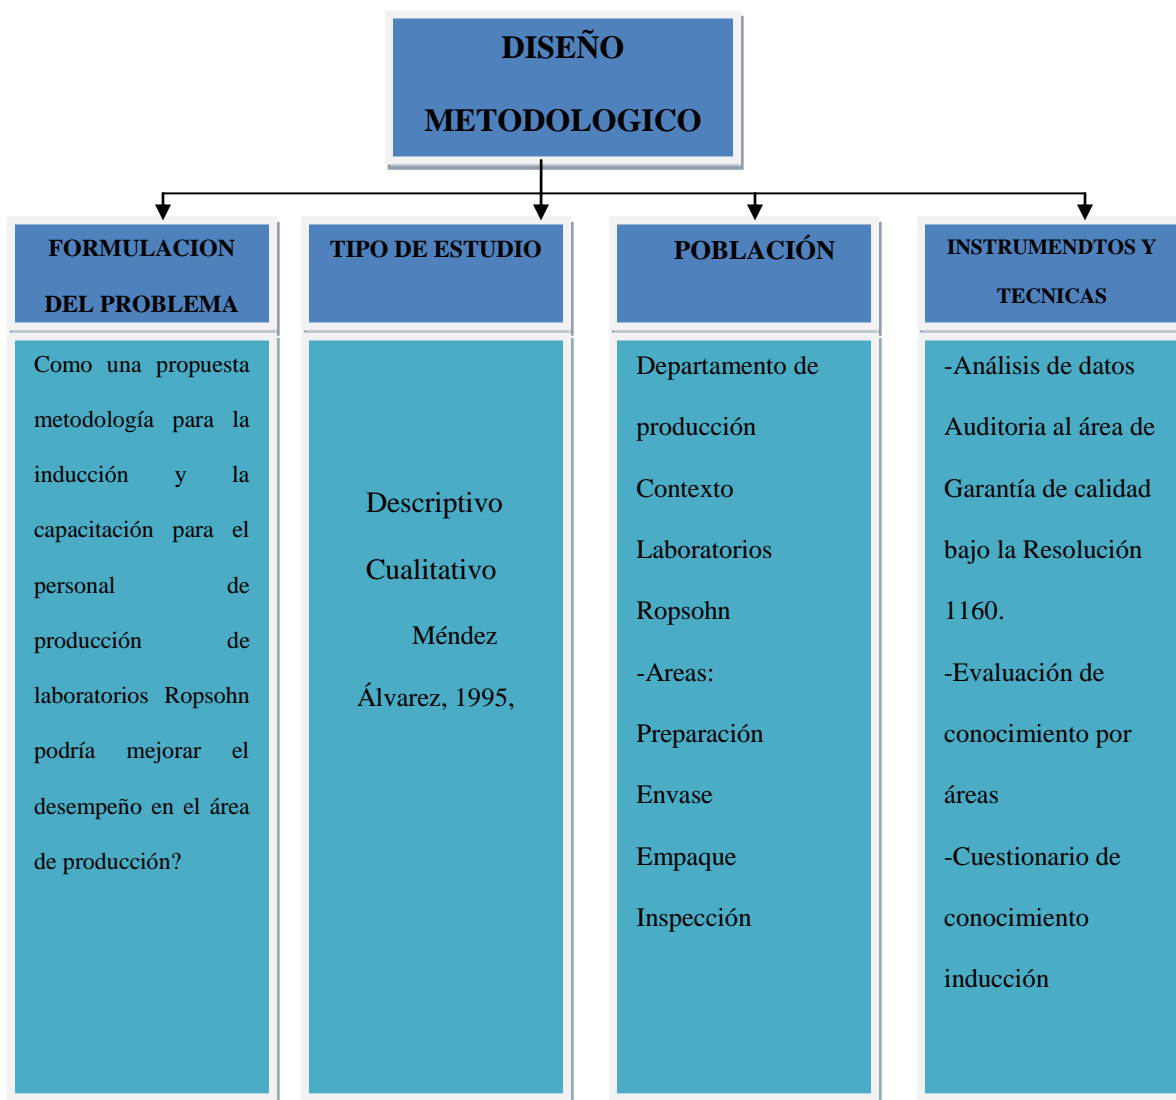 DISEÑO
METODOLOGICO
FORMULACION
DEL PROBLEMA
Como una propuesta
metodología para la
inducción y la
capacitación para el
personal de
producción de
laboratorios Ropsohn
podría mejorar el
desempeño en el área
de producción?
TIPO DE ESTUDIO
Descriptivo
Cualitativo
Méndez
Álvarez, 1995,
POBLACIÓN
Departamento de
producción
Contexto
Laboratorios
Ropsohn
-Areas:
Preparación
Envase
Empaque
Inspección
INSTRUMENDTOS Y
TECNICAS
-Análisis de datos
Auditoria al área de
Garantía de calidad
bajo la Resolución
1160.
-Evaluación de
conocimiento por
áreas
-Cuestionario de
conocimiento
inducción